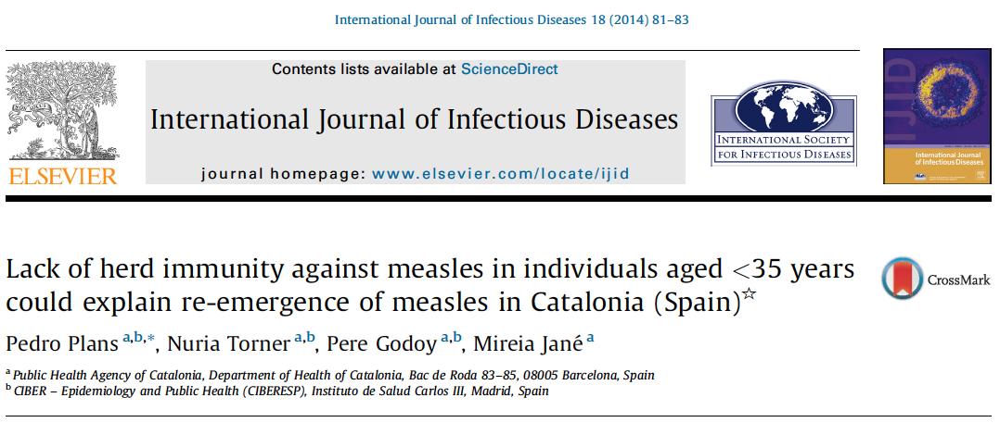 International Journal of Infectious Diseases 18 (2014) 81–83
Contents lists available at ScienceDirect
International Journal of Infectious Diseases
journal homepage: www.elsevier.com/locate/ijid
ELSEVIER
INTERNATIONAL SOCIETY
FOR INFECTIOUS DISEASES
IJID
International Journal
of Infectious Diseases
Lack of herd immunity against measles in individuals aged <35 years
could explain re-emergence of measles in Catalonia (Spain)☆
CrossMark
Pedro Plans a,b,*, Nuria Torner a,b, Pere Godoy a,b, Mireia Jané a
a Public Health Agency of Catalonia, Department of Health of Catalonia, Bac de Roda 83–85, 08005 Barcelona, Spain
b CIBER – Epidemiology and Public Health (CIBERESP), Instituto de Salud Carlos III, Madrid, Spain